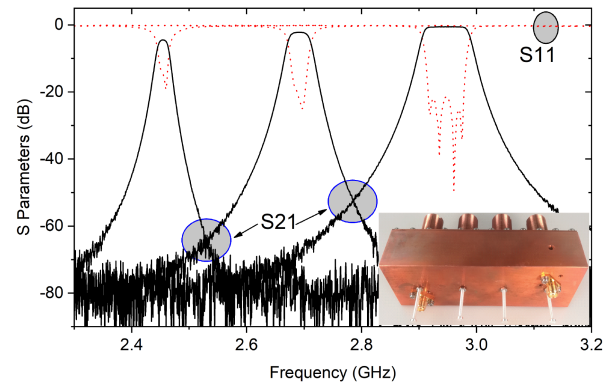 0
-20
-40
-60
-80
S Parameters (dB)
S11
S21
2.4
2.6
2.8
3.0
3.2
Frequency (GHz)